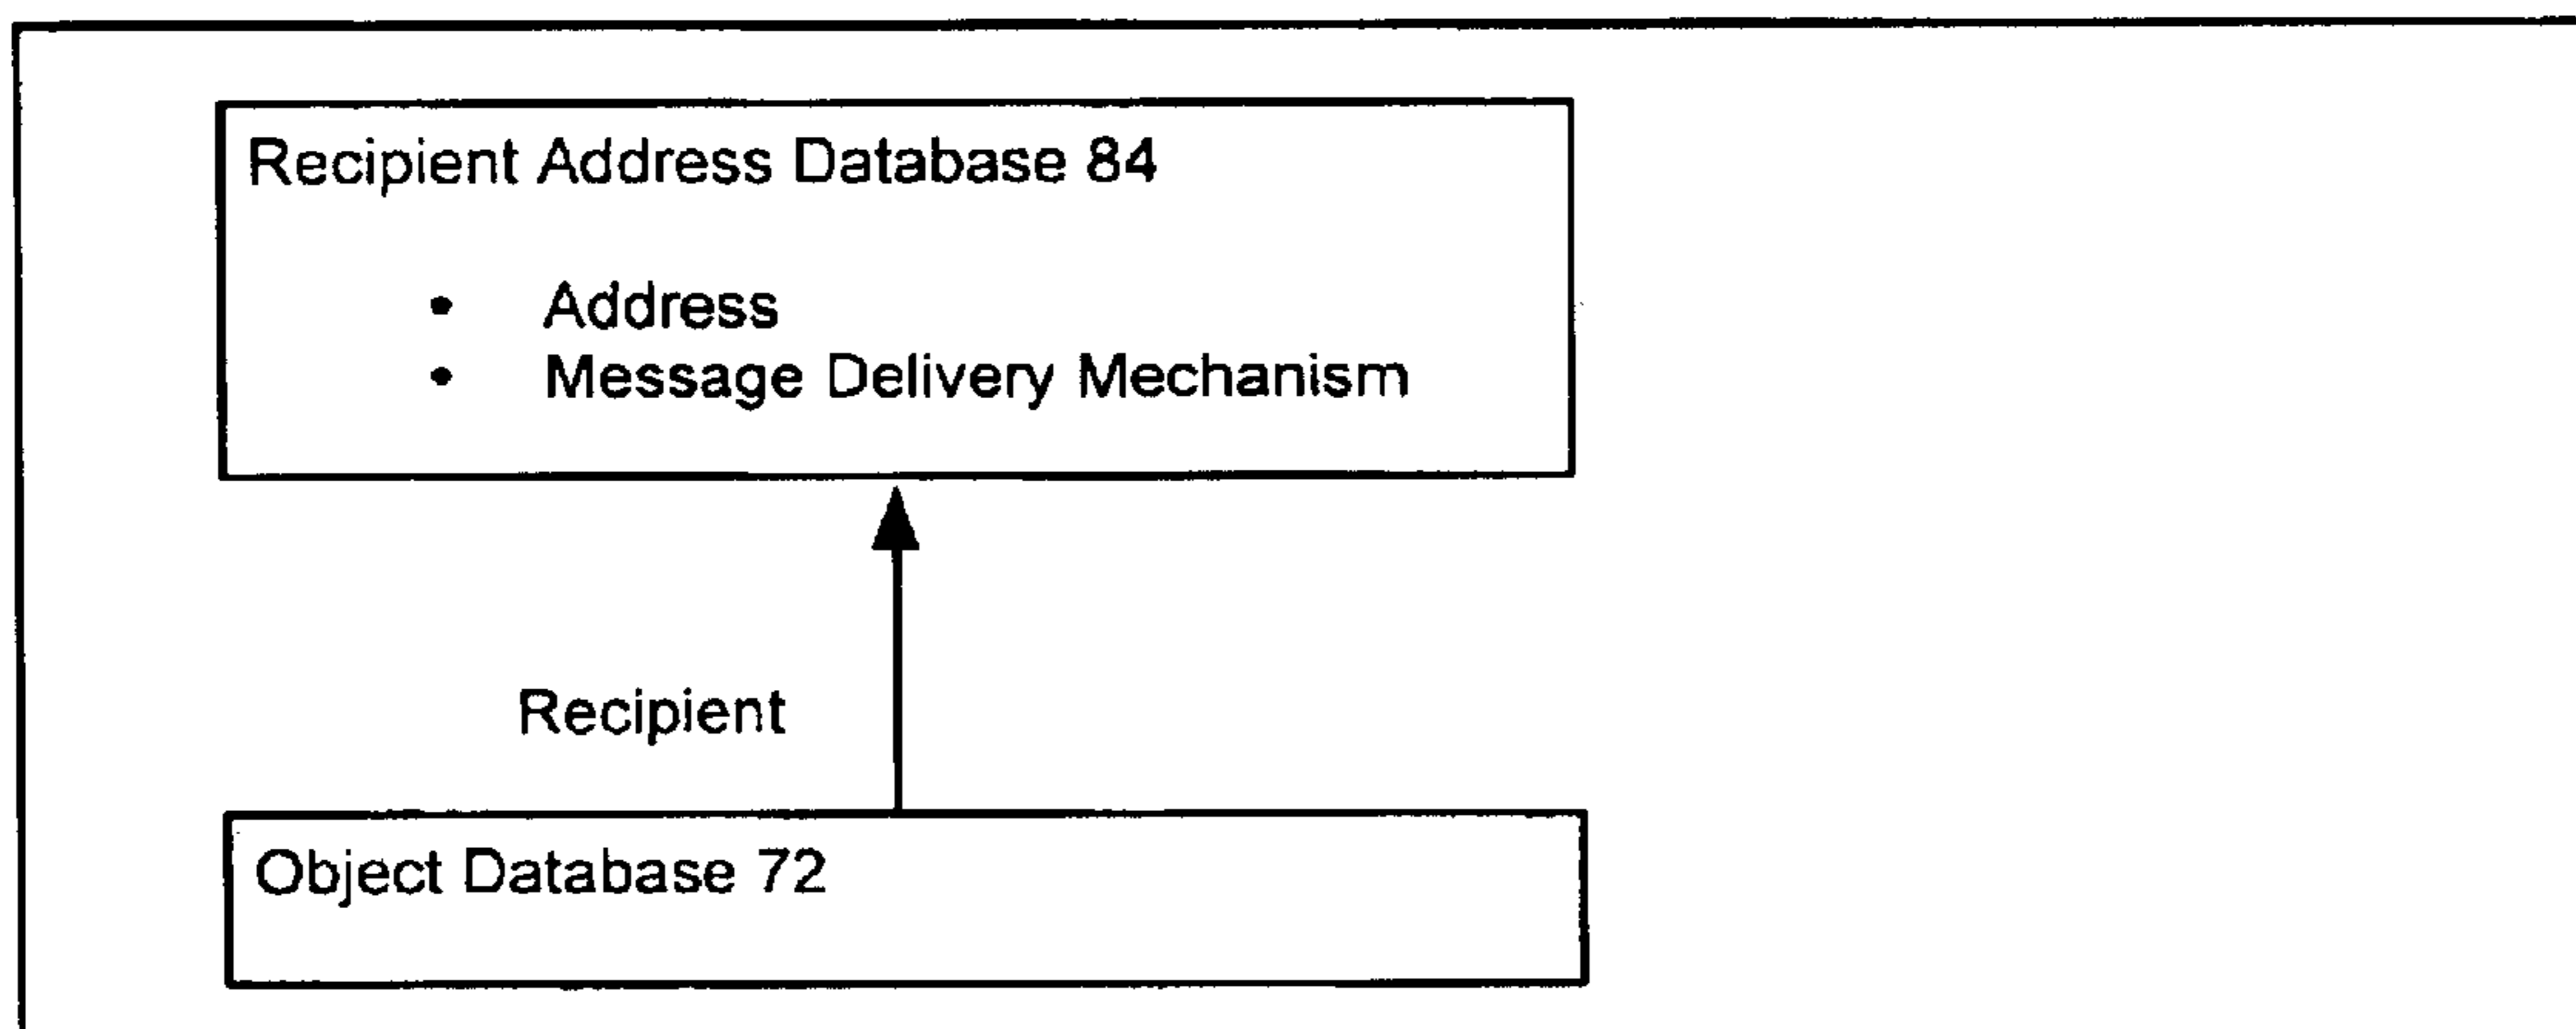 Recipient Address Database 84
• Address
• Message Delivery Mechanism
Recipient
Object Database 72